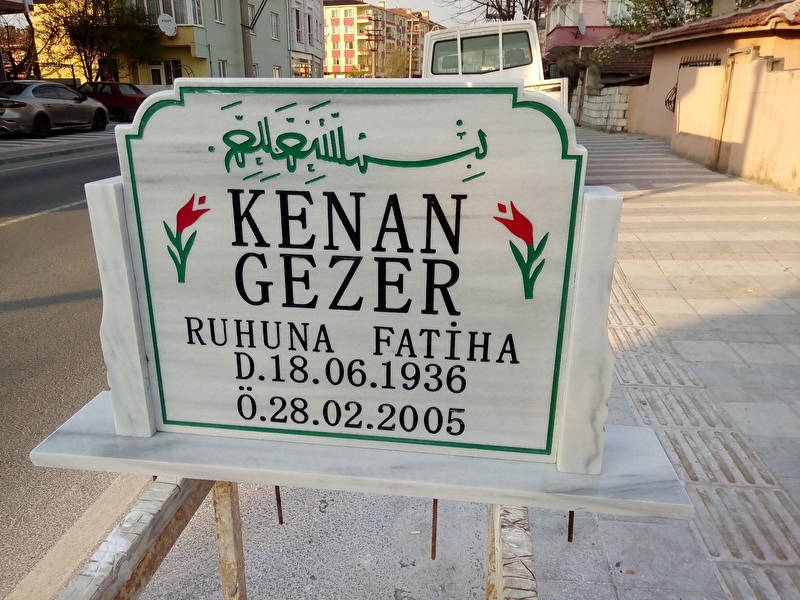 بسم الله الرحمن الرحيم
KENAN
GEZER
RUHUNA FATİHA
D.18.06.1936
Ö.28.02.2005